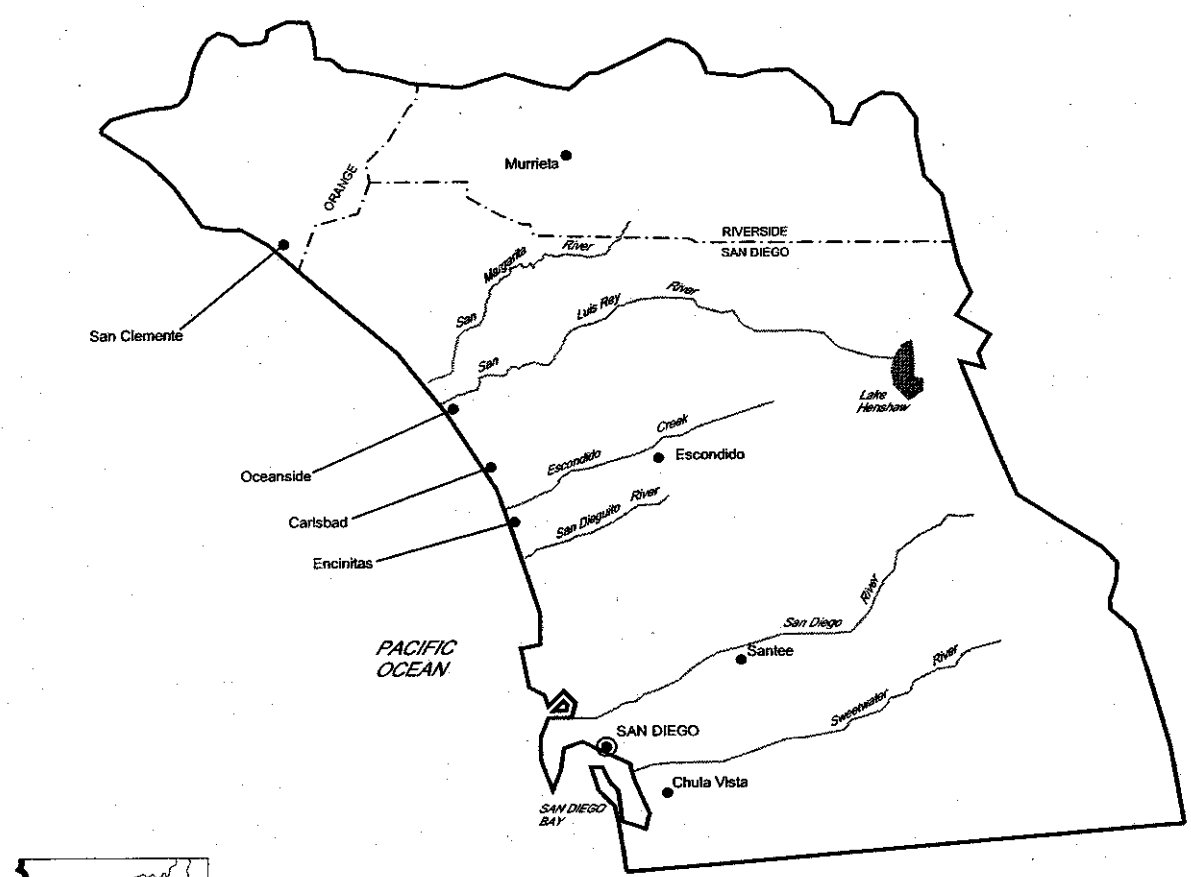 Murrieta
ORANGE
RIVERSIDE
SAN DIEGO
San Margarita River
San Clemente
San Luis Rey River
Lake
Henshaw
Oceanside
Escondido Creek
Escondido
Carlsbad
San Dieguito River
Encinitas
San Diego River
PACIFIC
OCEAN
Santee
Sweetwater River
SAN DIEGO
Chula Vista
SAN DIEGO
BAY